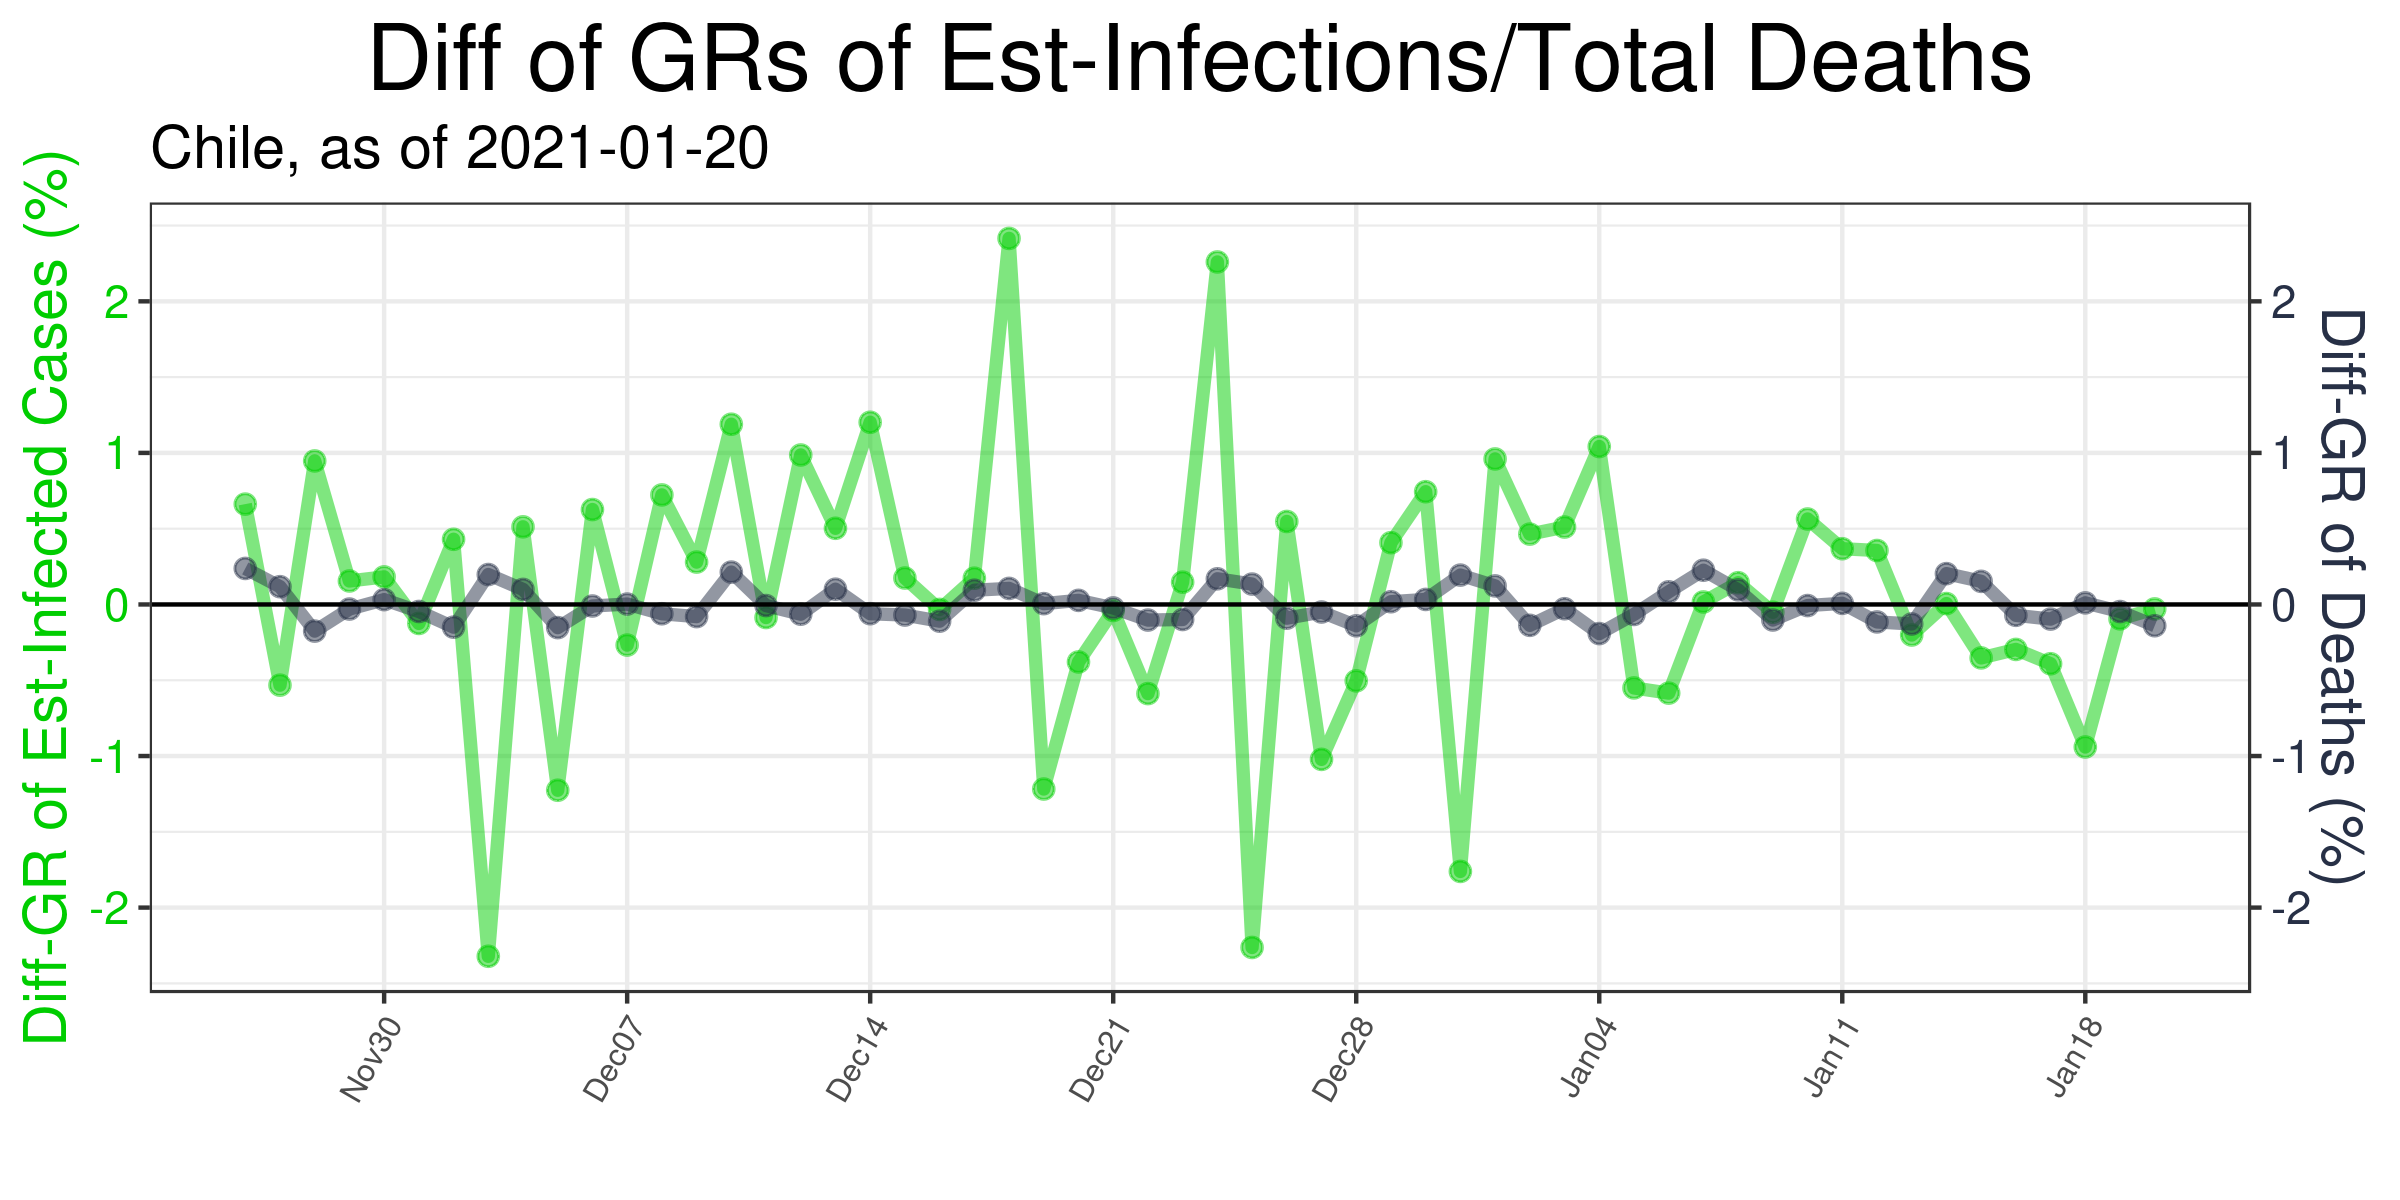 Diff of GRs of Est-Infections/Total Deaths
Chile, as of 2021-01-20
Diff-GR of Est-Infected Cases (%)
2
1
0
-1
-2
2
1
0
-1
-2
Diff-GR of Deaths (%)
Nov30
Dec07
Dec14
Dec21
Dec28
Jan04
Jan11
Jan18